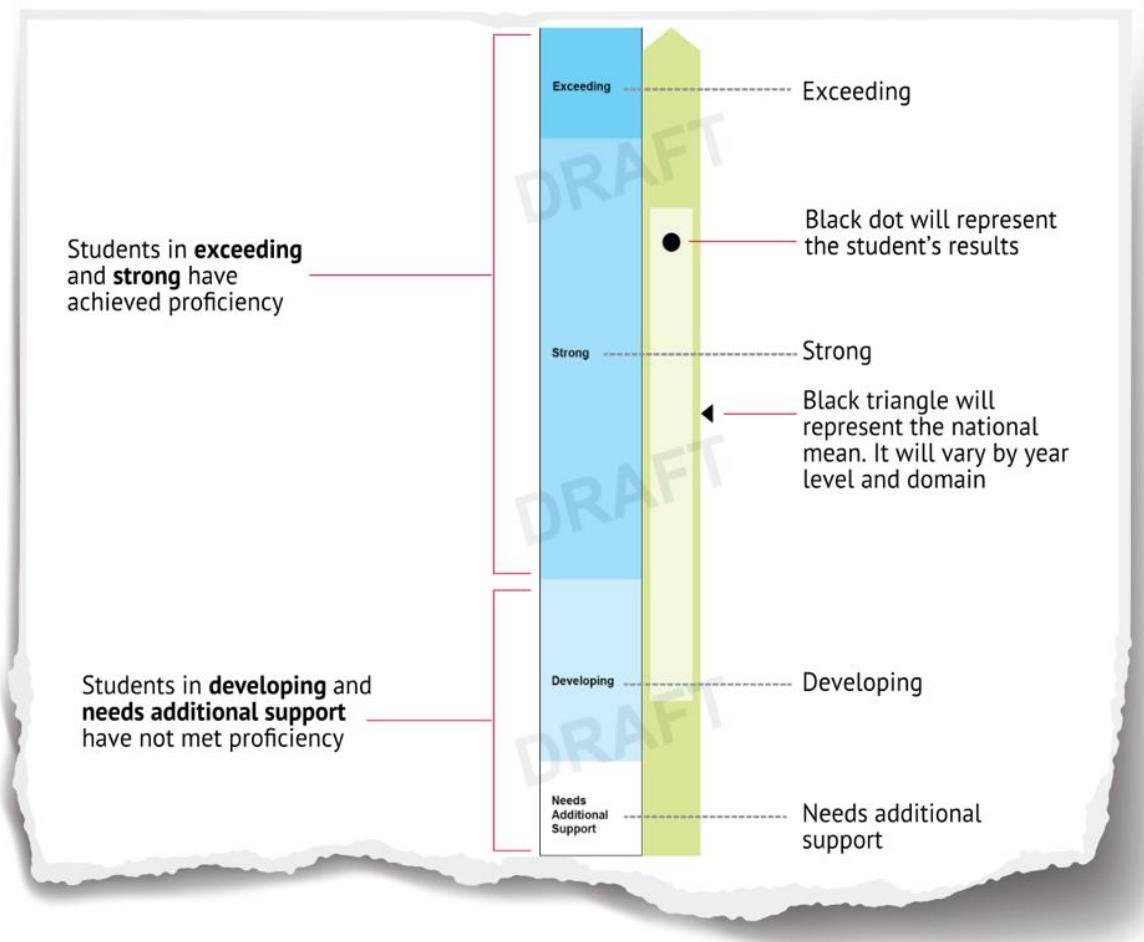 Exceeding
Exceeding
DRAFT
Black dot will represent
the student's results
Students in exceeding
and strong have
achieved proficiency
Strong
Strong
Black triangle will
represent the national
mean. It will vary by year
level and domain
DRAFT
Students in developing and
needs additional support
have not met proficiency
Developing
Developing
DRAFT
Needs
Additional
Support
Needs additional
support